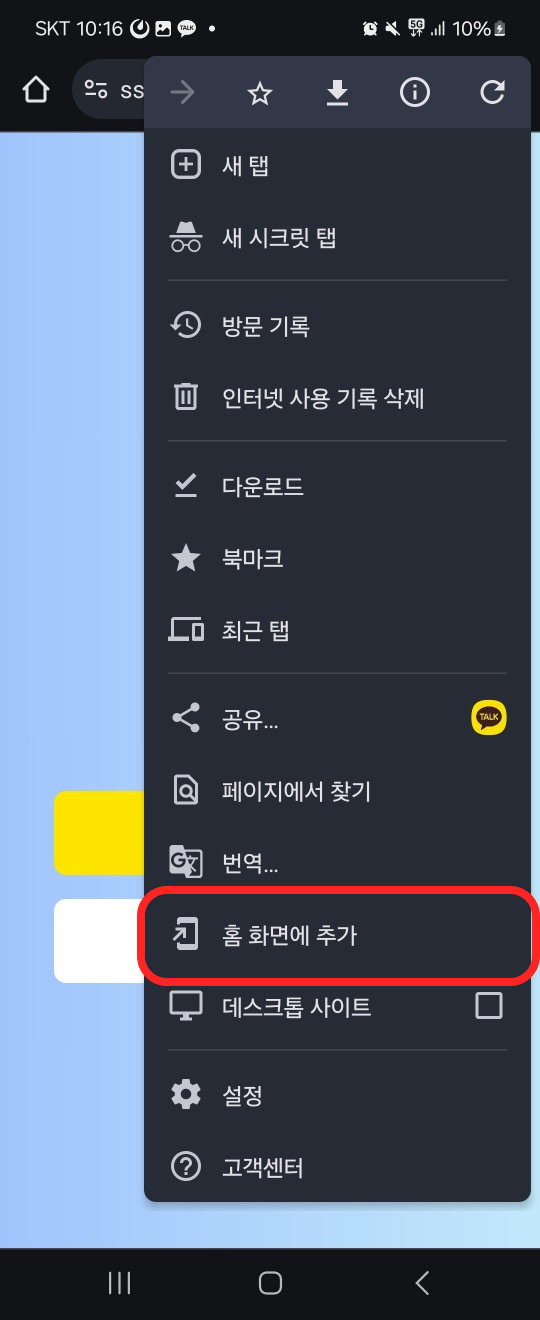 SKT 10:16 TALK 5G 10%
ss
새 탭
새 시크릿 탭
방문 기록
인터넷 사용 기록 삭제
다운로드
북마크
최근 탭
공유...
TALK
페이지에서 찾기
번역...
홈 화면에 추가
데스크톱 사이트
설정
고객센터